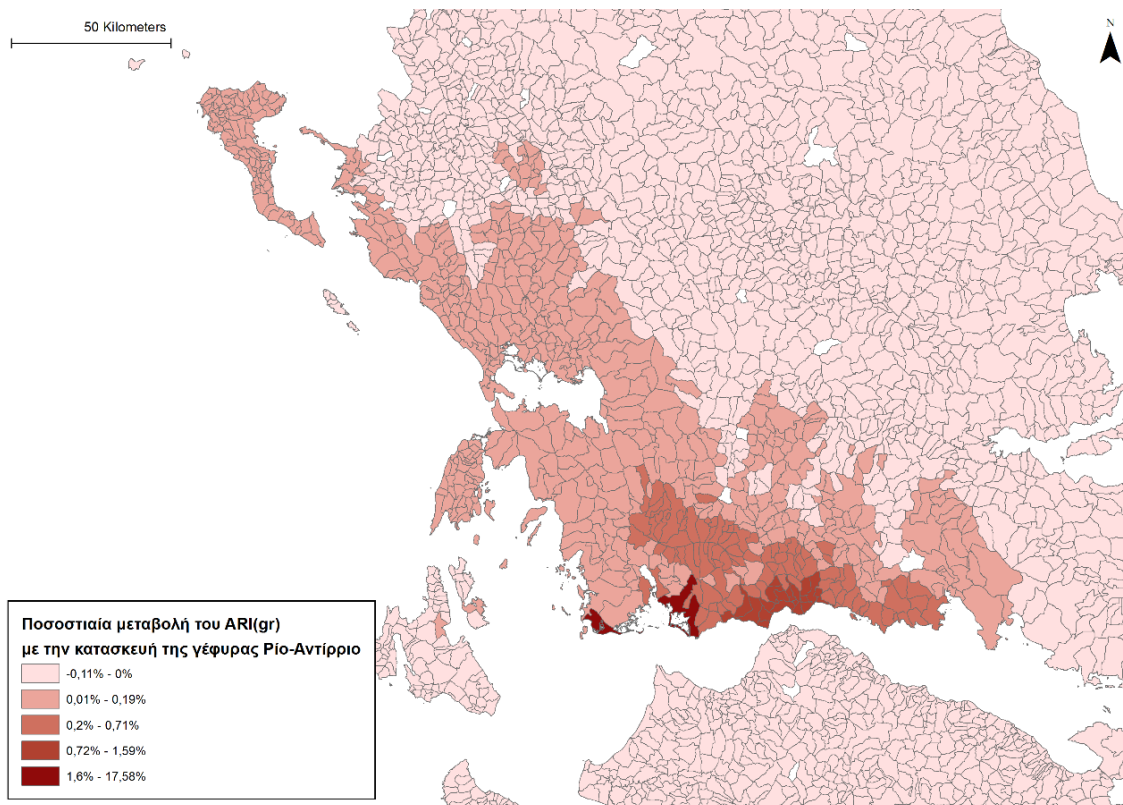 50 Kilometers
N
Ποσοστιαία μεταβολή του ARI(gr)
με την κατασκευή της γέφυρας Ρίο-Αντίρριο
-0,11% - 0%
0,01% - 0,19%
0,2% - 0,71%
0,72% - 1,59%
1,6% - 17,58%